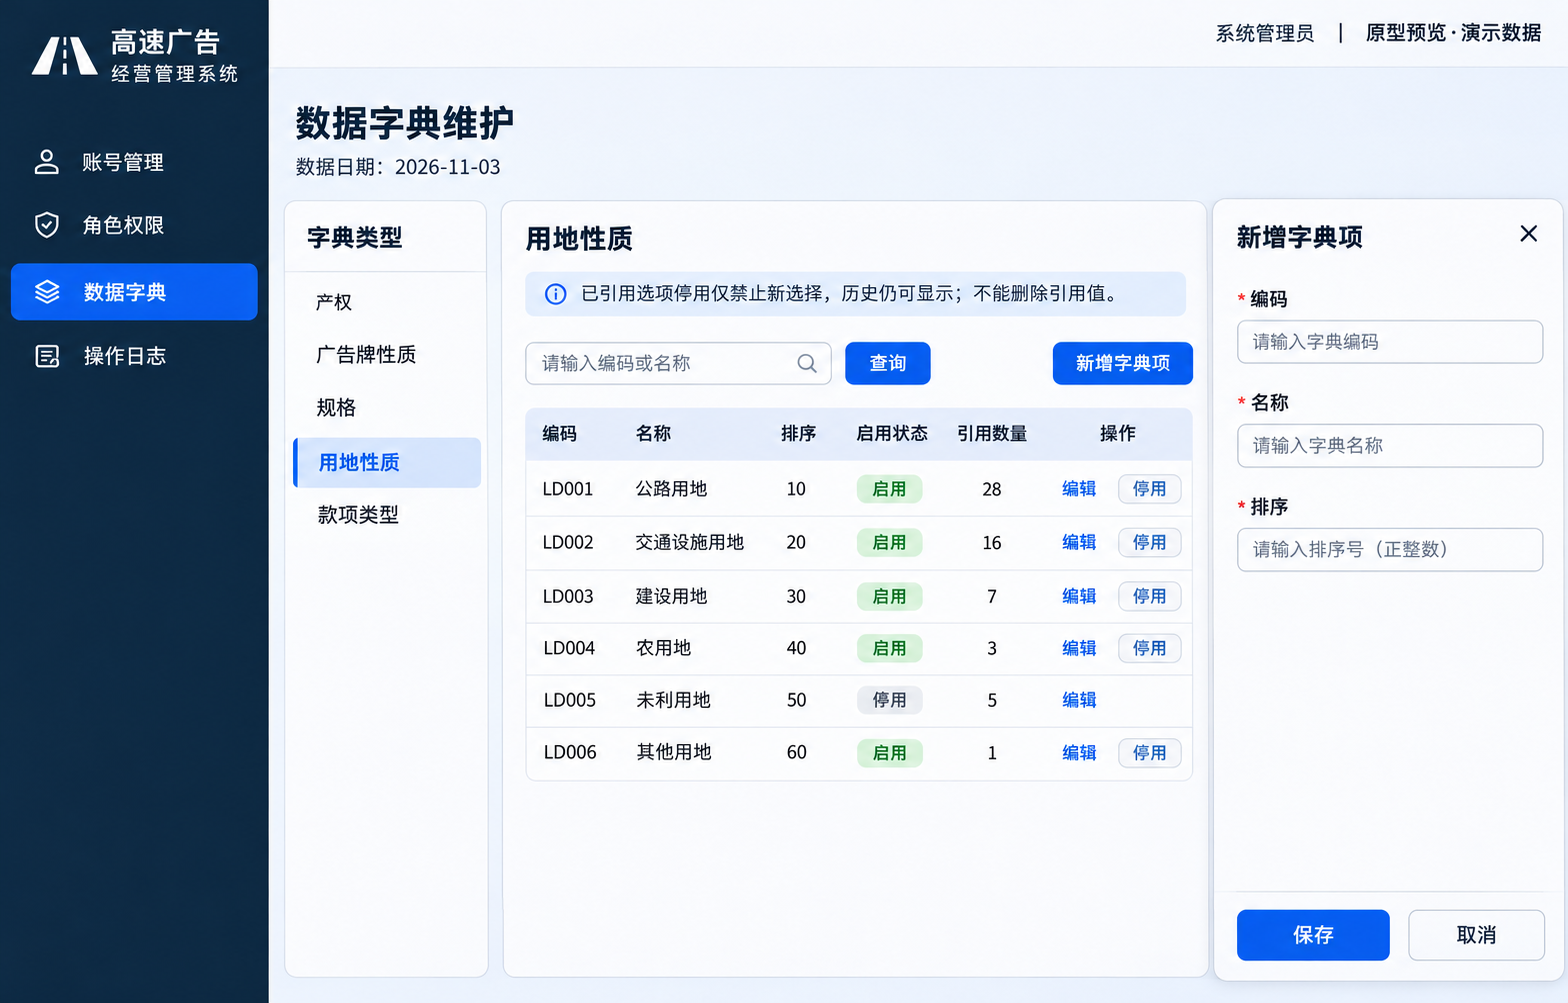 高速广告
经营管理系统
账号管理
角色权限
数据字典
操作日志
系统管理员 | 原型预览·演示数据
数据字典维护
数据日期：2026-11-03
字典类型
产权
广告牌性质
规格
用地性质
款项类型
用地性质
已引用选项停用仅禁止新选择，历史仍可显示；不能删除引用值。
请输入编码或名称 查询 新增字典项
编码 名称 排序 启用状态 引用数量 操作
LD001 公路用地 10 启用 28 编辑 停用
LD002 交通设施用地 20 启用 16 编辑 停用
LD003 建设用地 30 启用 7 编辑 停用
LD004 农用地 40 启用 3 编辑 停用
LD005 未利用地 50 停用 5 编辑
LD006 其他用地 60 启用 1 编辑 停用
新增字典项
* 编码
请输入字典编码
* 名称
请输入字典名称
* 排序
请输入排序号（正整数）
保存 取消